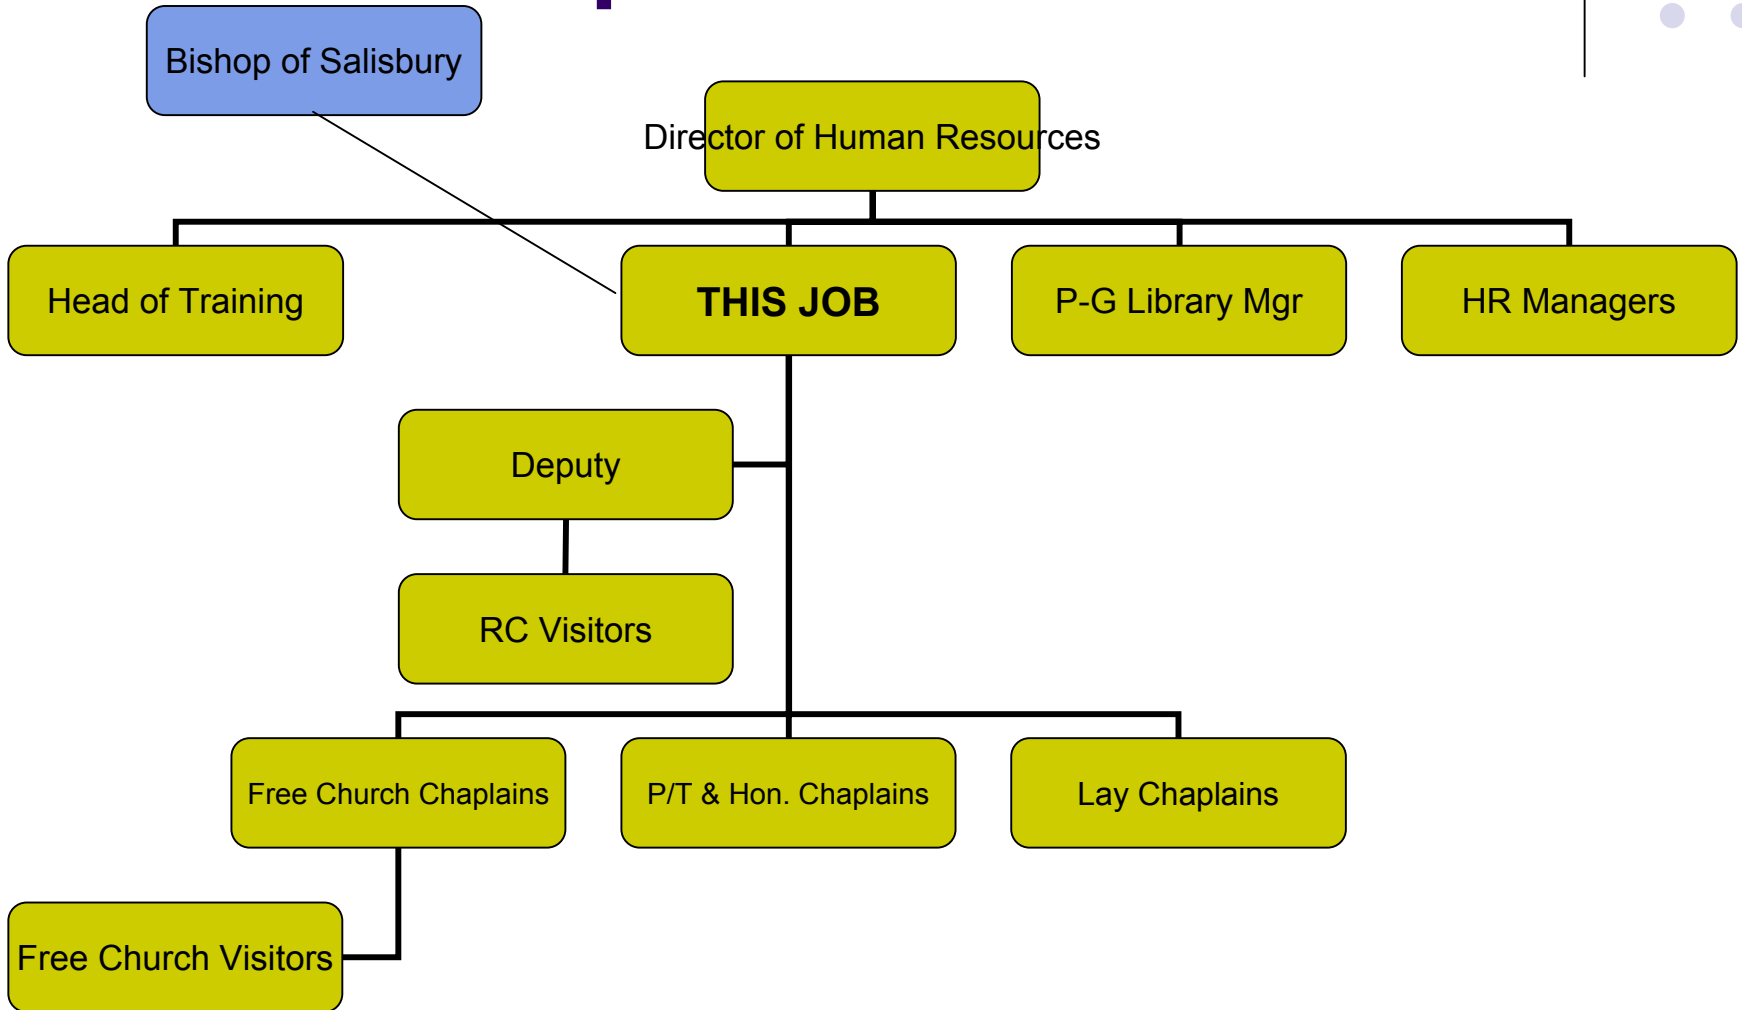 Bishop of Salisbury
Director of Human Resources
Head of Training
THIS JOB
P-G Library Mgr
HR Managers
Deputy
RC Visitors
Free Church Chaplains
P/T & Hon. Chaplains
Lay Chaplains
Free Church Visitors